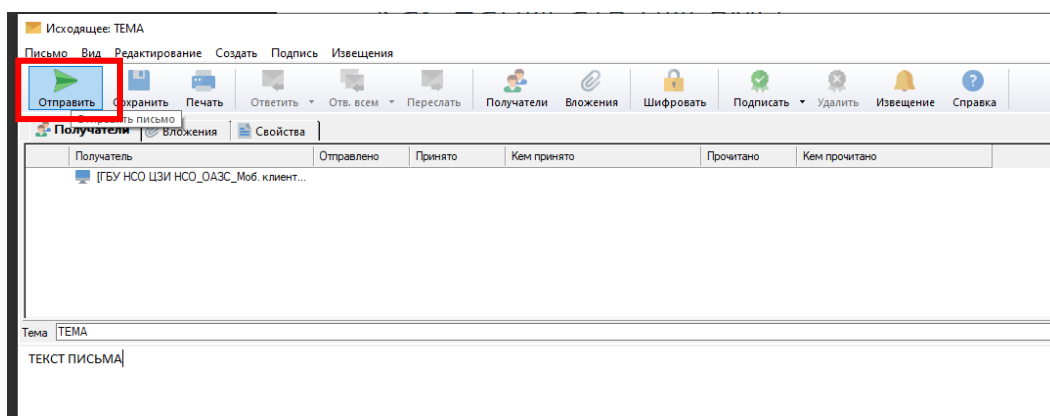 Исходящее: ТЕМА
Письмо Вид Редактирование Создать Подпись Извещения
Отправить Сохранить Печать Ответить Отв. всем Переслать Получатели Вложения Шифровать Подписать Удалить Извещение Справка
Отправить письмо
Получатели Вложения Свойства
Получатель Отправлено Принято Кем принято Прочитано Кем прочитано
[ГБУ НСО ЦЗИ НСО_ОАЗС_Моб. клиент...
Тема ТЕМА
ТЕКСТ ПИСЬМА